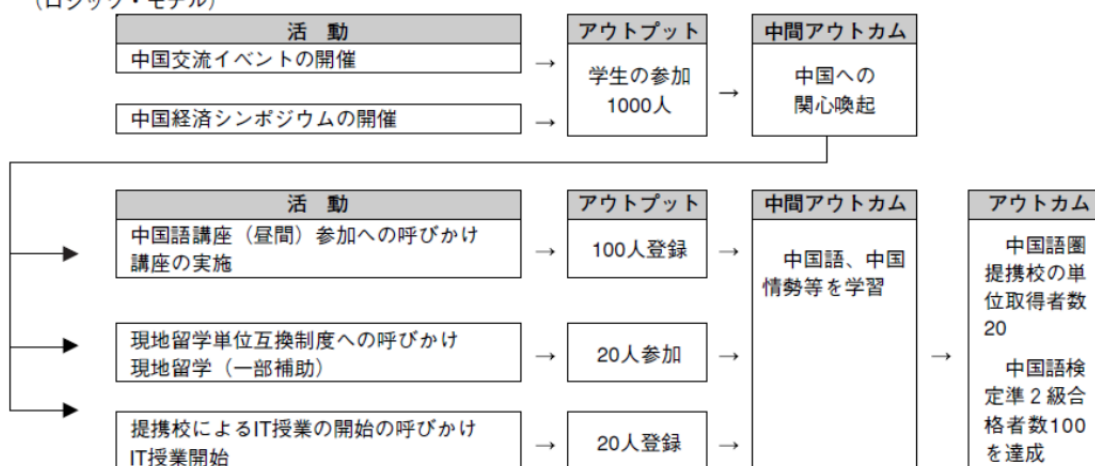 （ロジック・モデル）
活　動
アウトプット
中間アウトカム
中国交流イベントの開催
→
中国経済シンポジウムの開催
→
学生の参加
1000人
→
中国への
関心喚起
活　動
アウトプット
中間アウトカム
アウトカム
中国語講座（昼間）参加への呼びかけ
講座の実施
→
100人登録
→
現地留学単位互換制度への呼びかけ
現地留学（一部補助）
→
20人参加
→
提携校によるIT授業の開始の呼びかけ
IT授業開始
→
20人登録
→
中国語、中国
情勢等を学習
→
中国語圏
提携校の単
位取得者数
20
中国語検
定準２級合
格者数100
を達成